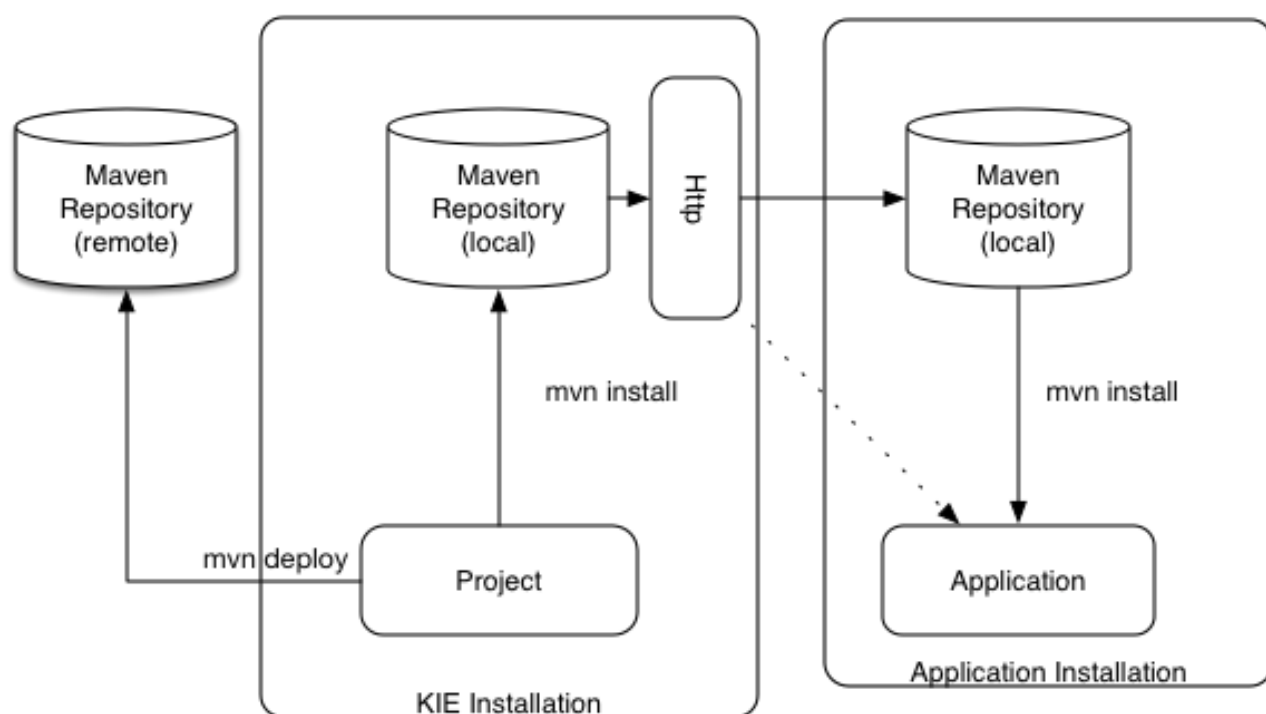 Maven
Repository
(remote)
Maven
Repository
(local)
Http
Maven
Repository
(local)
mvn install
mvn install
mvn deploy
Project
Application
KIE Installation
Application Installation